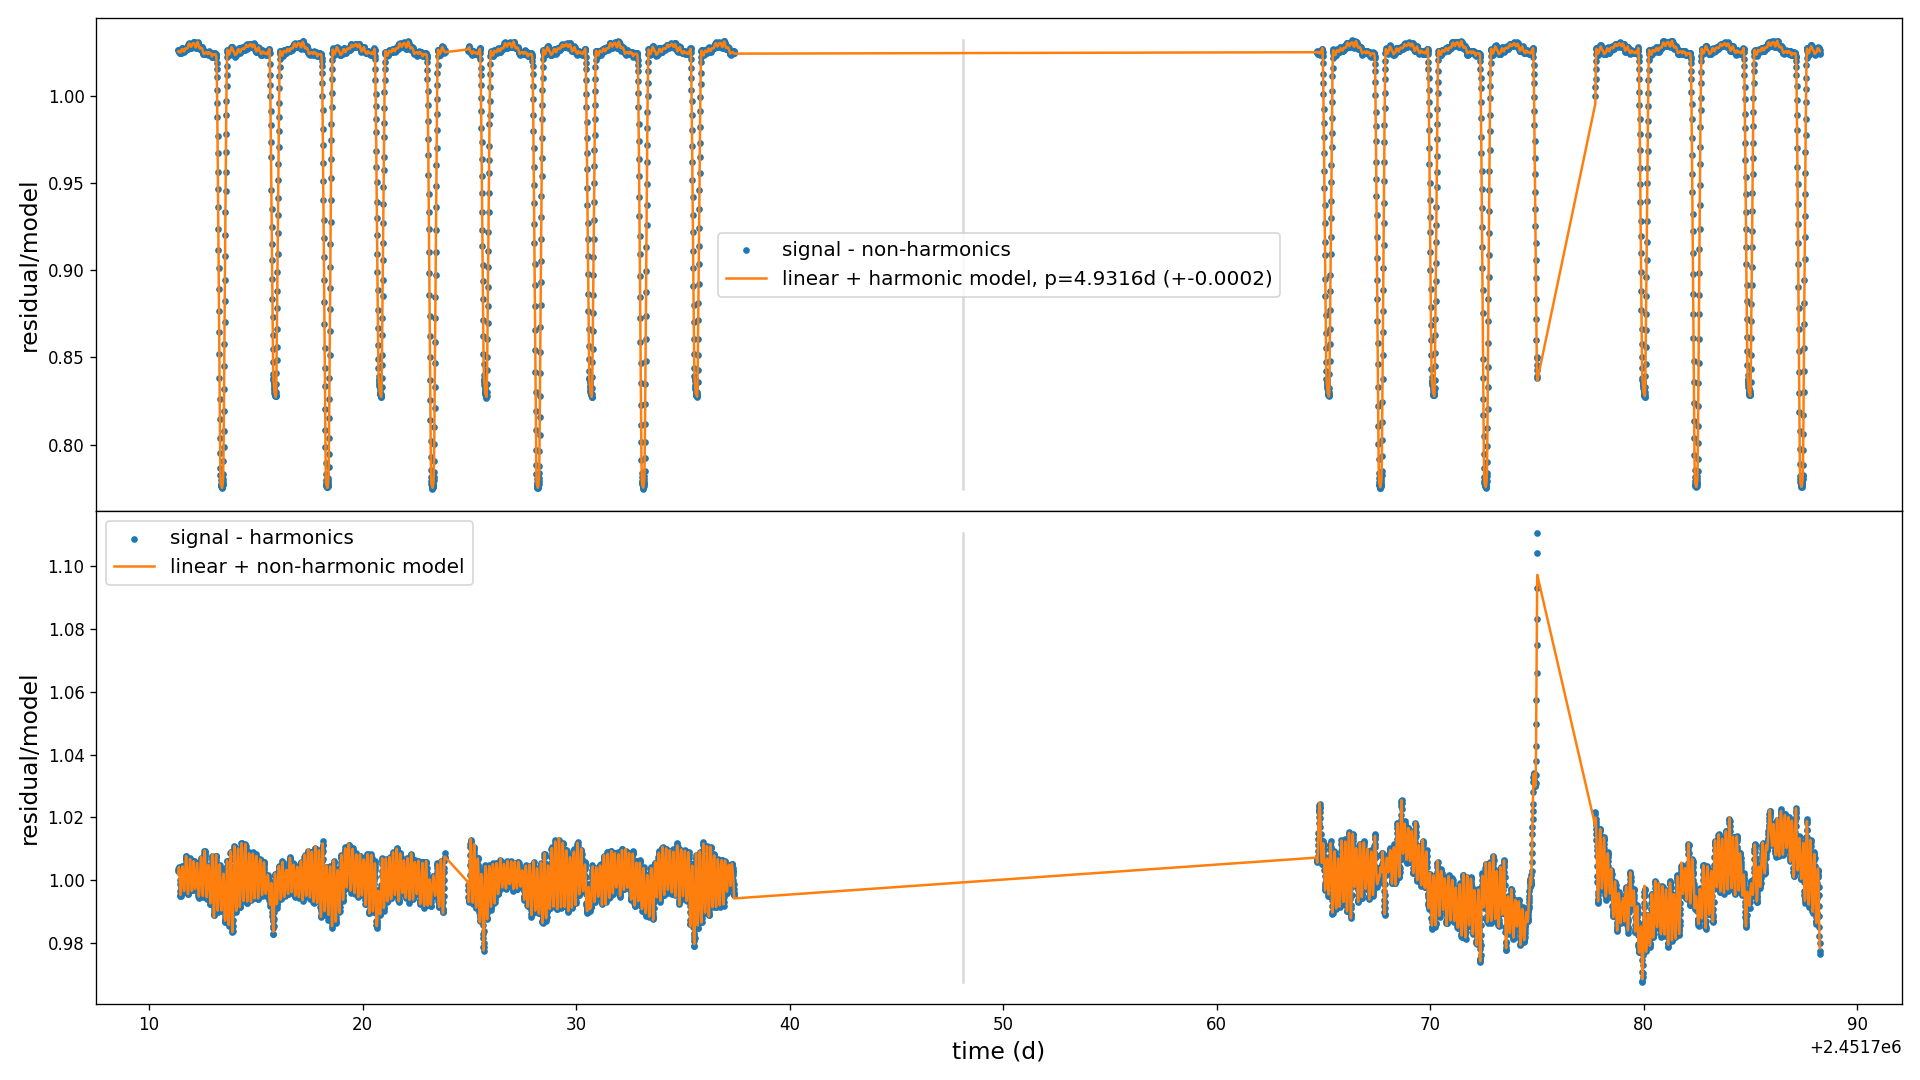 1.00
0.95
0.90
0.85
0.80
residual/model
signal - non-harmonics
linear + harmonic model, p=4.9316d (+-0.0002)
signal - harmonics
linear + non-harmonic model
1.10
1.08
1.06
1.04
1.02
1.00
0.98
residual/model
10 20 30 40 50 60 70 80 90
time (d)
+2.4517e6